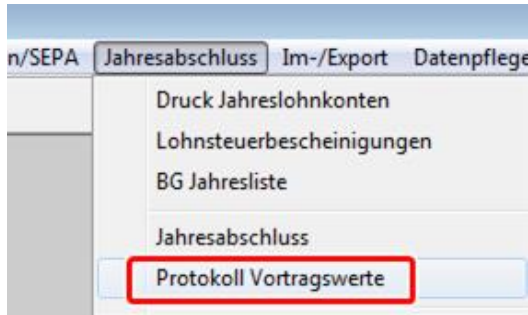 n/SEPA Jahresabschluss Im-/Export Datenpflege
Druck Jahreslohnkonten
Lohnsteuerbescheinigungen
BG Jahresliste
Jahresabschluss
Protokoll Vortragswerte